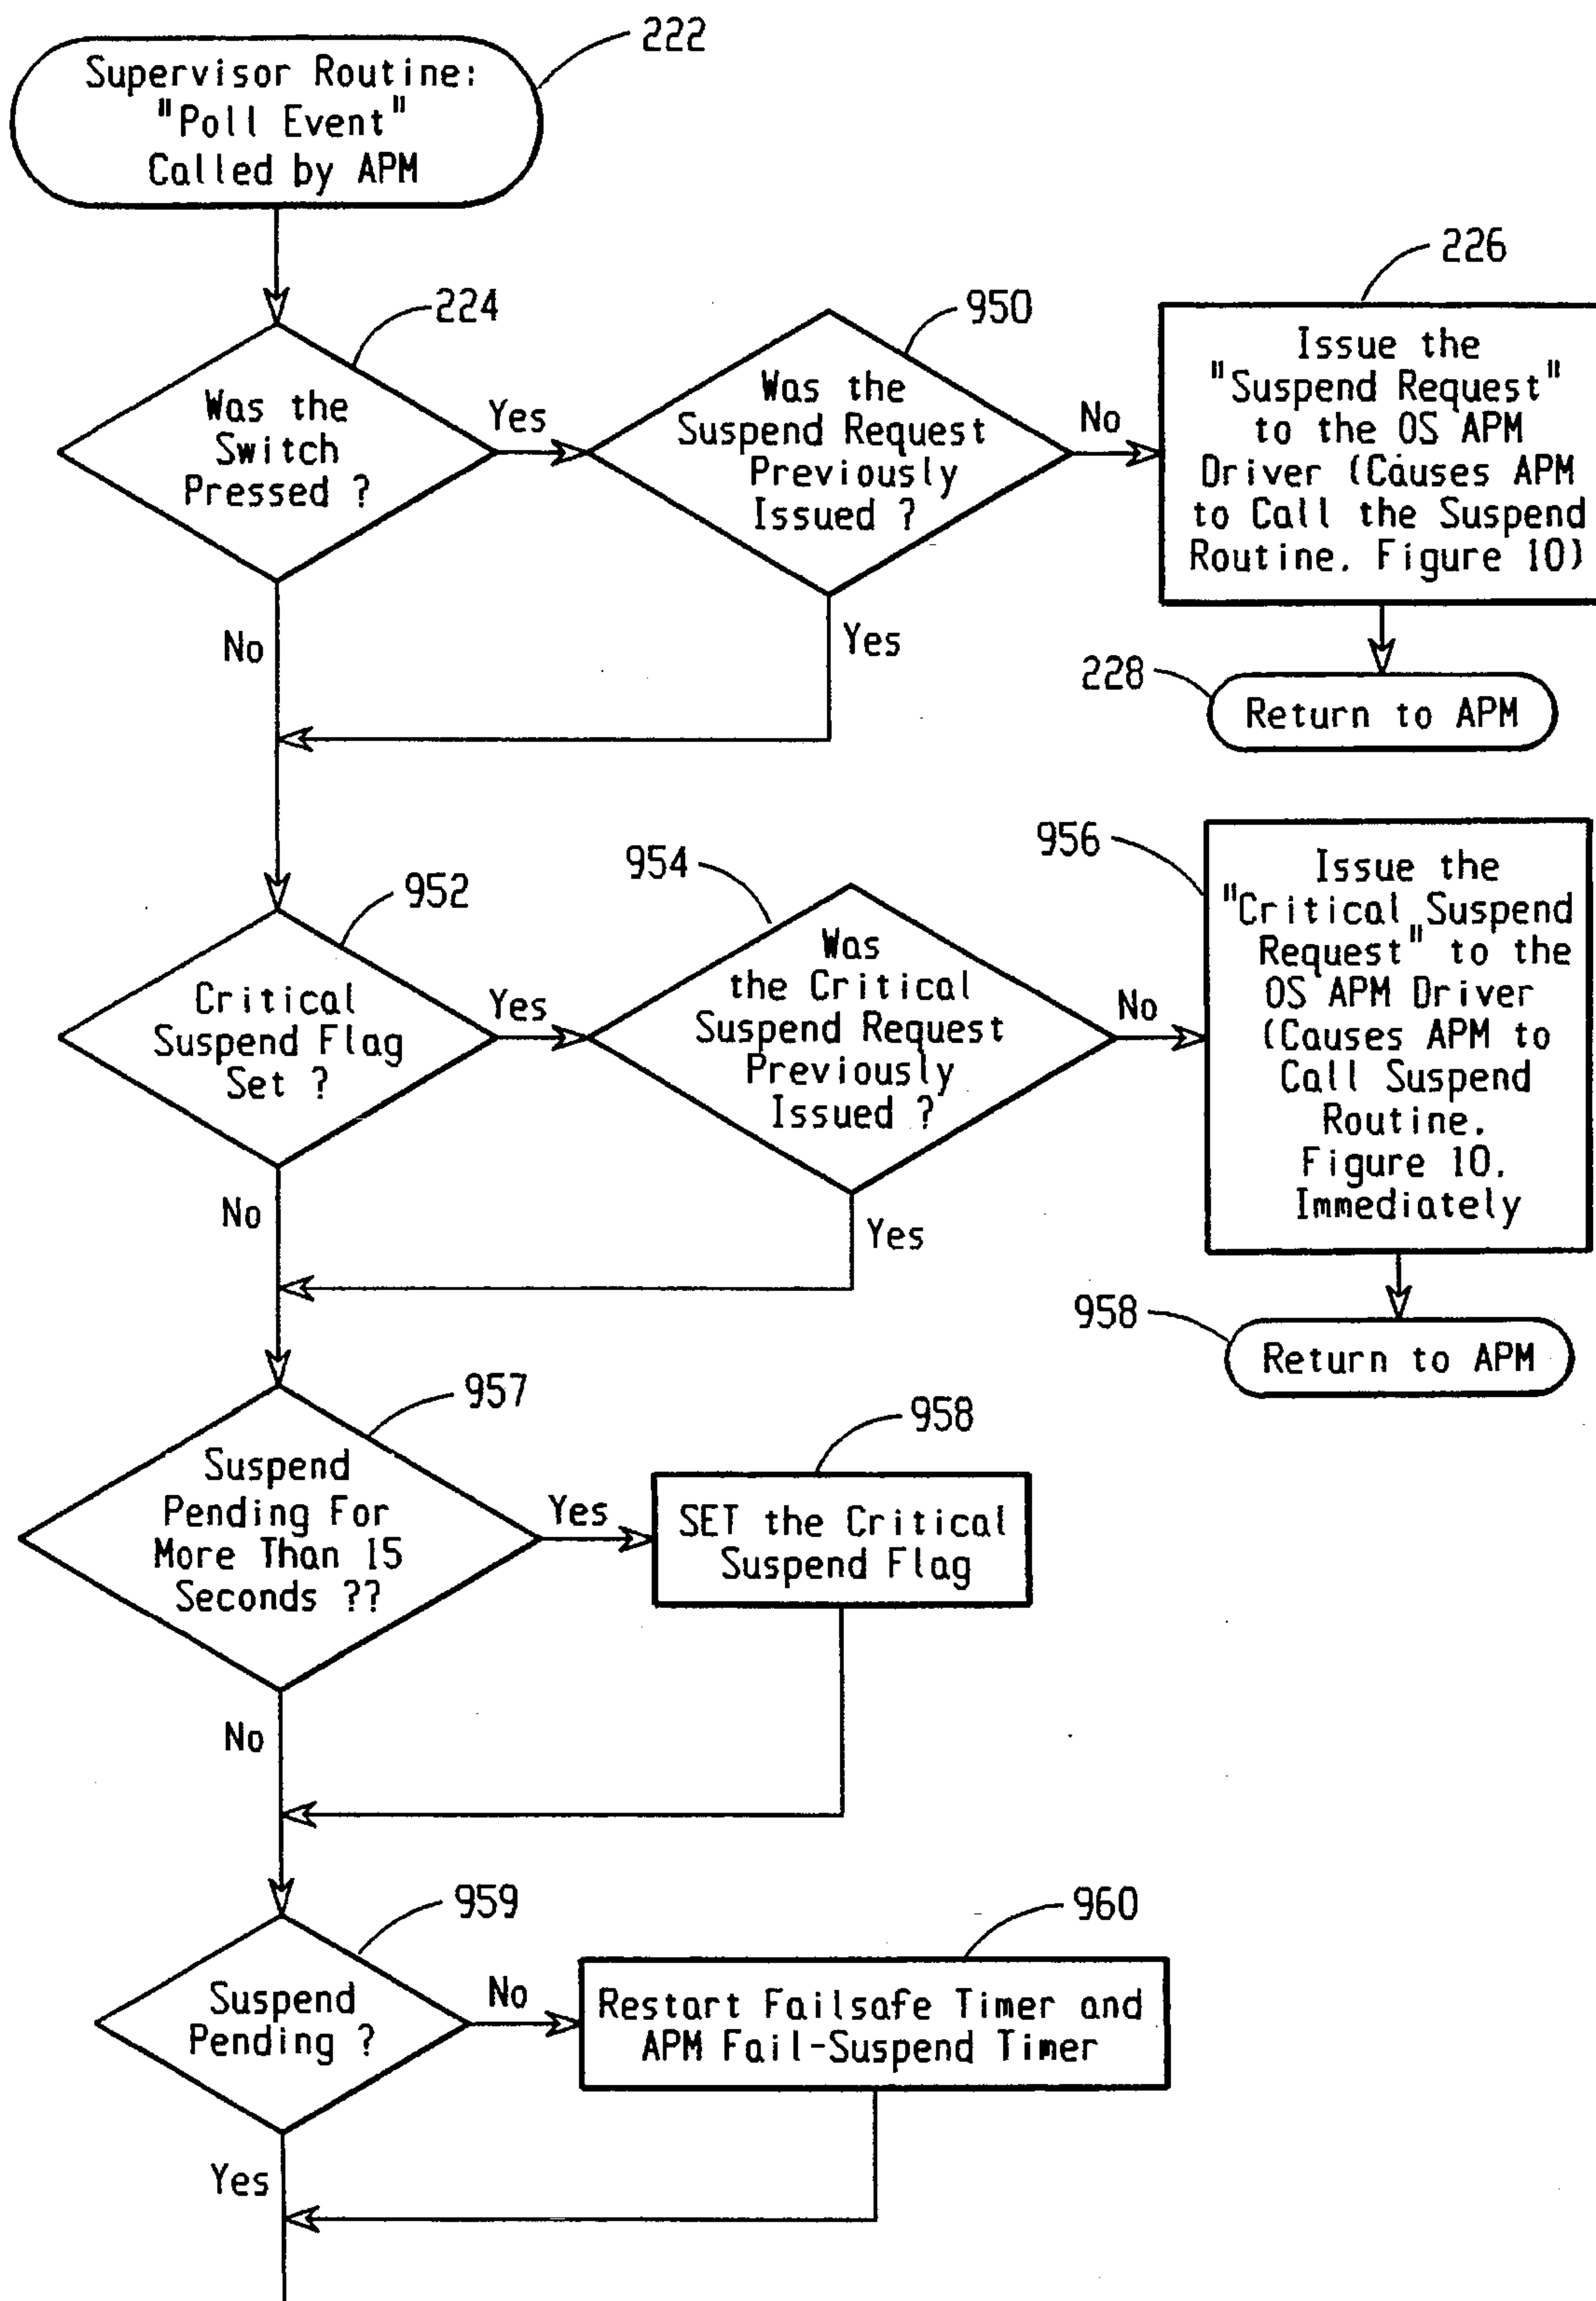 222
Supervisor Routine:
"Poll Event"
Called by APM
224
Was the
Switch
Pressed ?
Yes
No
950
Was the
Suspend Request
Previously
Issued ?
No
Yes
226
Issue the
"Suspend Request"
to the OS APM
Driver (Causes APM
to Call the Suspend
Routine. Figure 10)
228
Return to APM
952
Critical
Suspend Flag
Set ?
Yes
No
954
Was
the Critical
Suspend Request
Previously
Issued ?
No
Yes
956
Issue the
"Critical Suspend
Request" to the
OS APM Driver
(Causes APM to
Call Suspend
Routine.
Figure 10.
Immediately
958
Return to APM
957
Suspend
Pending For
More Than 15
Seconds ??
Yes
No
958
SET the Critical
Suspend Flag
959
Suspend
Pending ?
No
Yes
960
Restart Failsafe Timer and
APM Fail-Suspend Timer